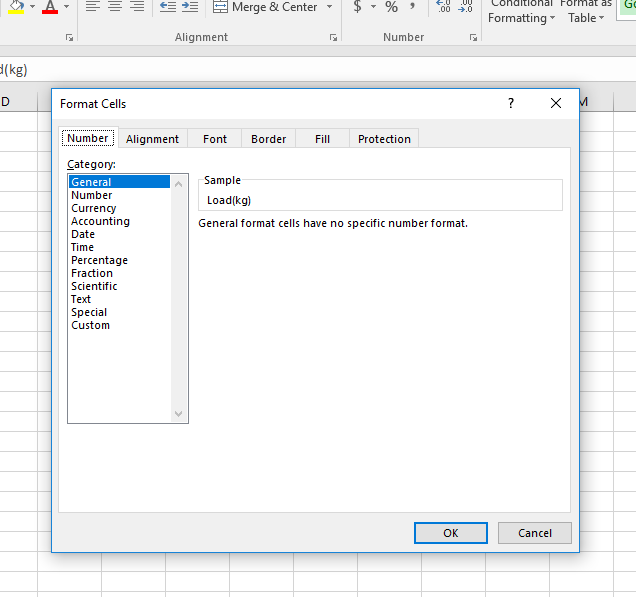 Merge & Center
$ % , .00
Conditional Format as
Formatting Table
Alignment Number
(kg)
D M
Format Cells ?
Number Alignment Font Border Fill Protection
Category:
General
Number
Currency
Accounting
Date
Time
Percentage
Fraction
Scientific
Text
Special
Custom
Sample
Load(kg)
General format cells have no specific number format.
OK Cancel